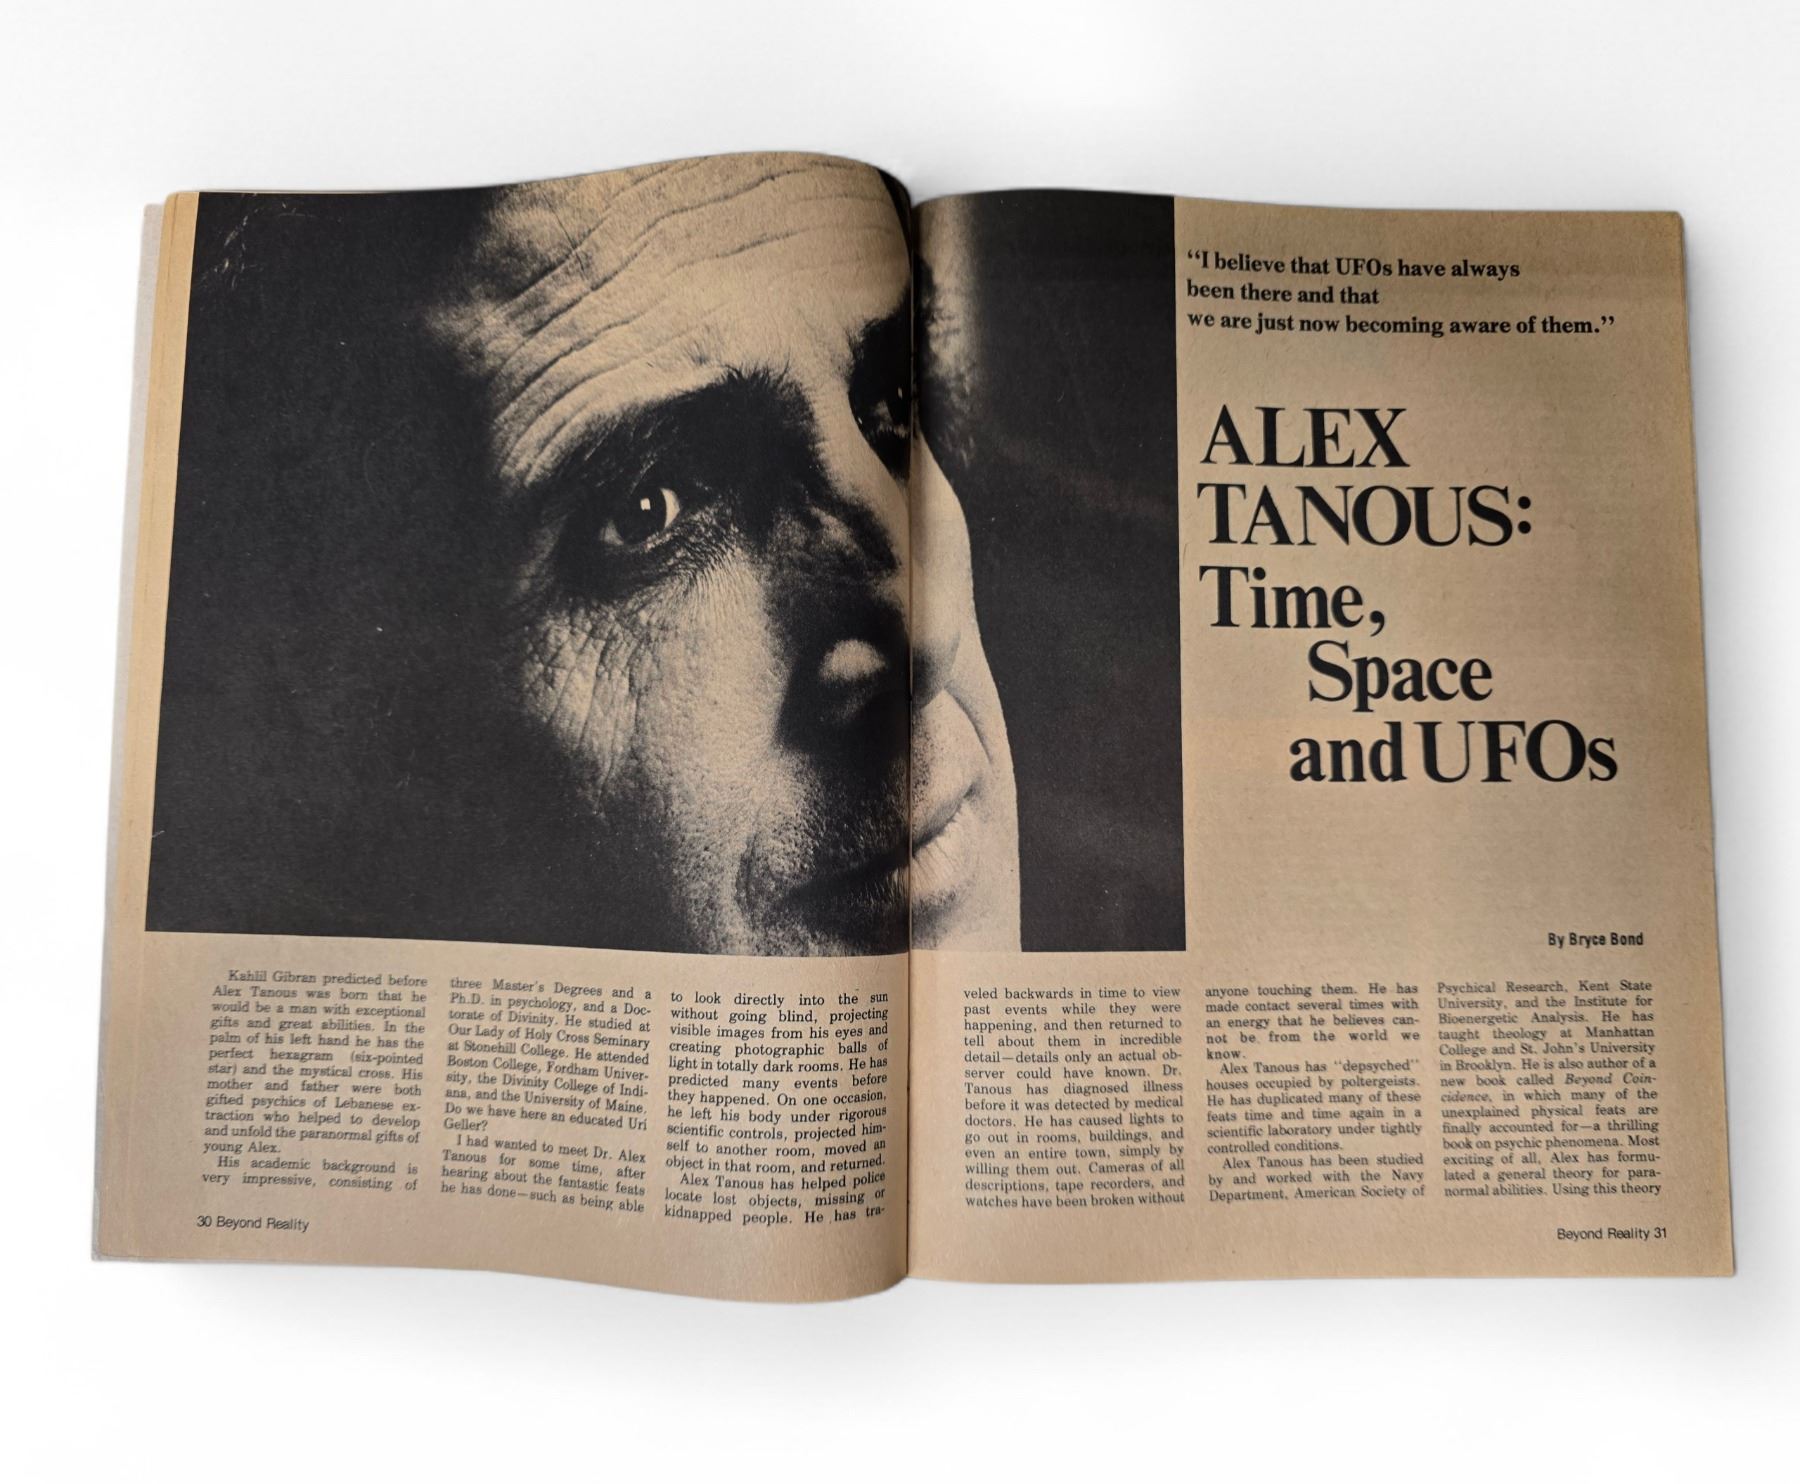 Kahlil Gibran predicted before
Alex Tanous was born that he
would be a man with exceptional
gifts and great abilities. In the
palm of his left hand he has the
perfect hexagram (six-pointed
star) and the mystical cross. His
mother and father were both
gifted psychics of Lebanese ex-
traction who helped to develop
and unfold the paranormal gifts of
young Alex.
His academic background is
very impressive, consisting of
three Master's Degrees and a
Ph.D. in psychology, and a Doc-
torate of Divinity. He studied at
Our Lady of Holy Cross Seminary
at Stonehill College. He attended
Boston College, Fordham Univer-
sity, the Divinity College of Indi-
ana, and the University of Maine.
Do we have here an educated Uri
Geller?
I had wanted to meet Dr. Alex
Tanous for some time, after
hearing about the fantastic feats
he has done—such as being able
to look directly into the sun
without going blind, projecting
visible images from his eyes and
creating photographic balls of
light in totally dark rooms. He has
predicted many events before
they happened. On one occasion,
he left his body under rigorous
scientific controls, projected him-
self to another room, moved an
object in that room, and returned.
Alex Tanous has helped police
locate lost objects, missing or
kidnapped people. He has tra-
30 Beyond Reality
“I believe that UFOs have always
been there and that
we are just now becoming aware of them.”
ALEX
TANOUS:
Time,
Space
and UFOs
By Bryce Bond
veled backwards in time to view
past events while they were
happening, and then returned to
tell about them in incredible
detail—details only an actual ob-
server could have known. Dr.
Tanous has diagnosed illness
before it was detected by medical
doctors. He has caused lights to
go out in rooms, buildings, and
even an entire town, simply by
willing them out. Cameras of all
descriptions, tape recorders, and
watches have been broken without
anyone touching them. He has
made contact several times with
an energy that he believes can-
not be from the world we
know.
Alex Tanous has “depsyched”
houses occupied by poltergeists.
He has duplicated many of these
feats time and time again in a
scientific laboratory under tightly
controlled conditions.
Alex Tanous has been studied
by and worked with the Navy
Department, American Society of
Psychical Research, Kent State
University, and the Institute for
Bioenergetic Analysis. He has
taught theology at Manhattan
College and St. John's University
in Brooklyn. He is also author of a
new book called Beyond Coin-
cidence, in which many of the
unexplained physical feats are
finally accounted for—a thrilling
book on psychic phenomena. Most
exciting of all, Alex has formu-
lated a general theory for para-
normal abilities. Using this theory
Beyond Reality 31